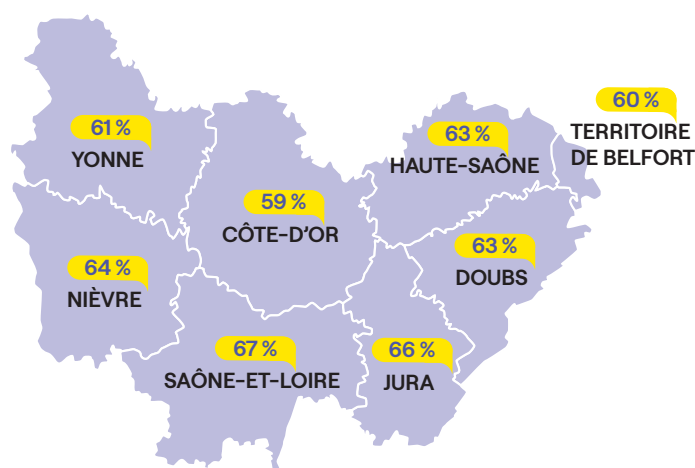 60 %
TERRITOIRE
DE BELFORT
61 %
YONNE
63 %
HAUTE-SAÔNE
59 %
CÔTE-D'OR
63 %
DOUBS
64 %
NIÈVRE
67 %
SAÔNE-ET-LOIRE
66 %
JURA